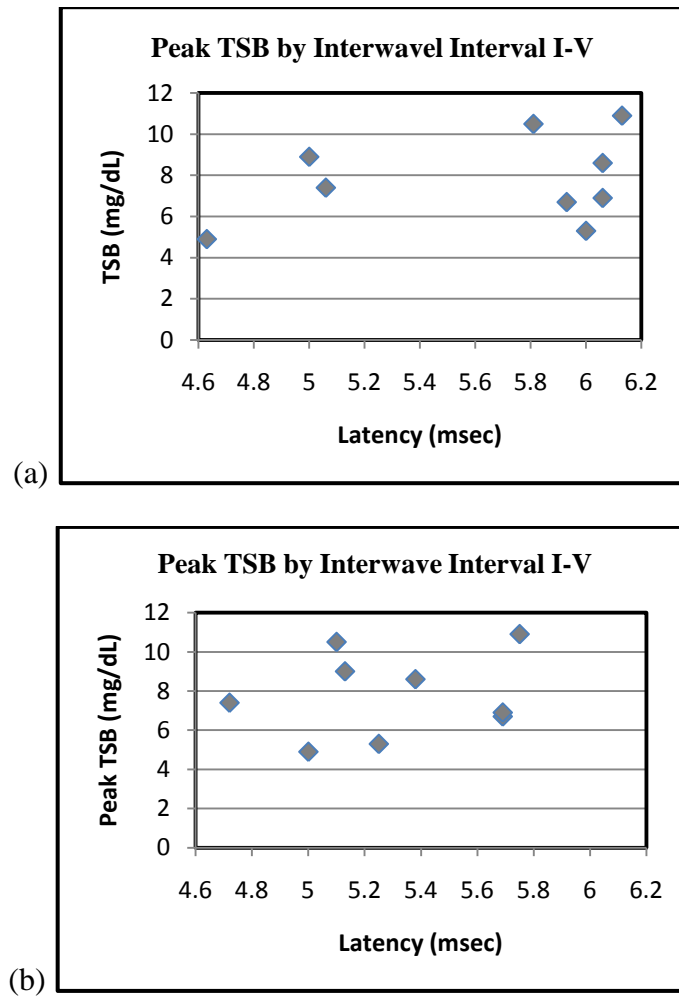 Peak TSB by Interwavel Interval I-V
12
10
8
6
4
2
0
TSB (mg/dL)
4.6 4.8 5 5.2 5.4 5.6 5.8 6 6.2
Latency (msec)
(a)
Peak TSB by Interwave Interval I-V
12
10
8
6
4
2
0
Peak TSB (mg/dL)
4.6 4.8 5 5.2 5.4 5.6 5.8 6 6.2
Latency (msec)
(b)